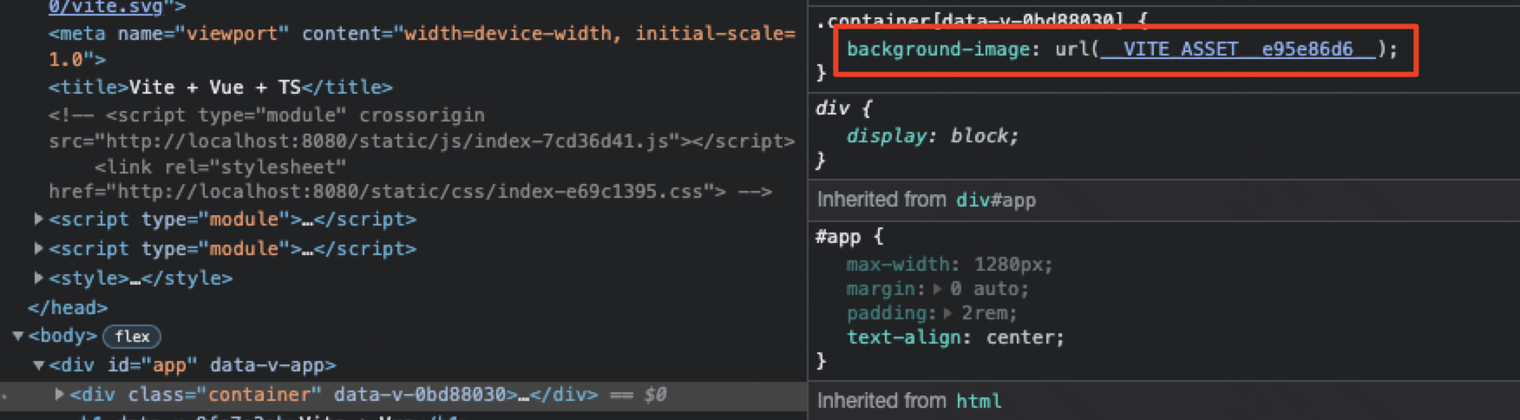 0/vite.svg">
<meta name="viewport" content="width=device-width, initial-scale=
1.0">
<title>Vite + Vue + TS</title>
<!-- <script type="module" crossorigin
src="http://localhost:8080/static/js/index-7cd36d41.js"></script>
<link rel="stylesheet"
href="http://localhost:8080/static/css/index-e69c1395.css"> -->
<script type="module">…</script>
<script type="module">…</script>
<style>…</style>
</head>
<body> flex
<div id="app" data-v-app>
<div class="container" data-v-0bd88030>…</div> == $0
.container[data-v-0bd88030] {
background-image: url(__VITE_ASSET__e95e86d6__);
}
div {
display: block;
}
Inherited from div#app
#app {
max-width: 1280px;
margin: 0 auto;
padding: 2rem;
text-align: center;
}
Inherited from html